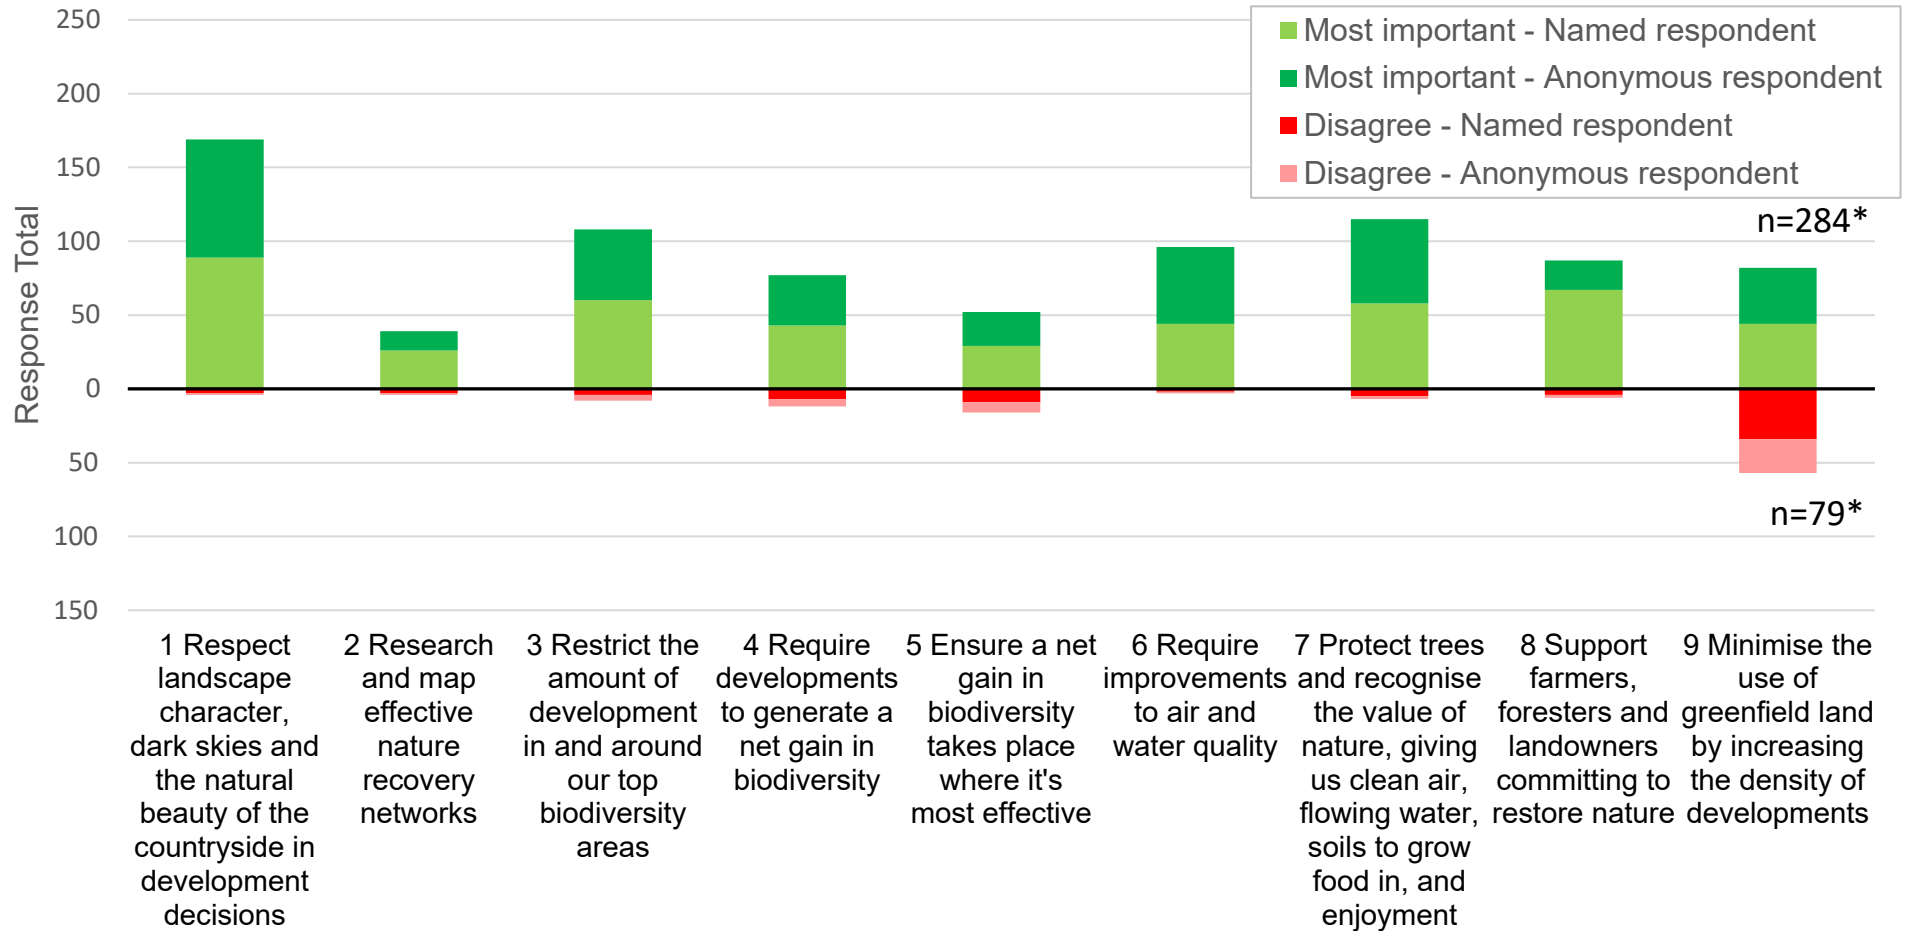 250
200
150
100
50
0
50
100
150
Response Total
Most important - Named respondent
Most important - Anonymous respondent
Disagree - Named respondent
Disagree - Anonymous respondent
n=284*
n=79*
1 Respect
landscape
character,
dark skies and
the natural
beauty of the
countryside in
development
decisions
2 Research
and map
effective
nature
recovery
networks
3 Restrict the
amount of
development
in and around
our top
biodiversity
areas
4 Require
developments
to generate a
net gain in
biodiversity
5 Ensure a net
gain in
biodiversity
takes place
where it's
most effective
6 Require
improvements
to air and
water quality
7 Protect trees
and recognise
the value of
nature, giving
us clean air,
flowing water,
soils to grow
food in, and
enjoyment
8 Support
farmers,
foresters and
landowners
committing to
restore nature
9 Minimise the
use of
greenfield land
by increasing
the density of
developments